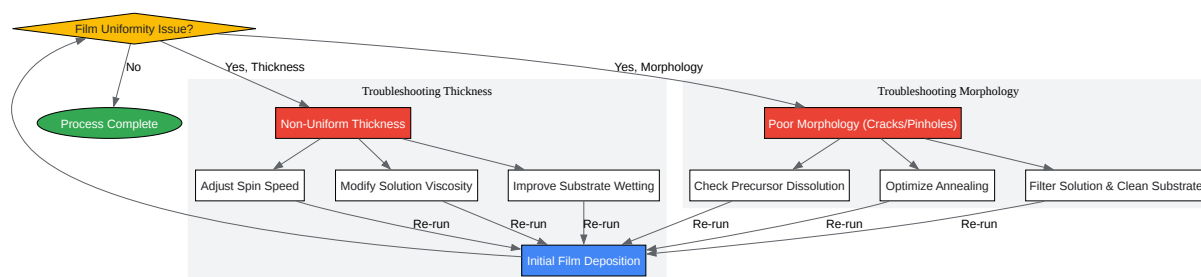 Film Uniformity Issue?
No
Yes, Thickness
Yes, Morphology
Troubleshooting Thickness
Troubleshooting Morphology
Process Complete
Non-Uniform Thickness
Poor Morphology (Cracks/Pinholes)
Adjust Spin Speed
Modify Solution Viscosity
Improve Substrate Wetting
Check Precursor Dissolution
Optimize Annealing
Filter Solution & Clean Substrate
Re-run
Re-run
Re-run
Re-run
Re-run
Re-run
Initial Film Deposition